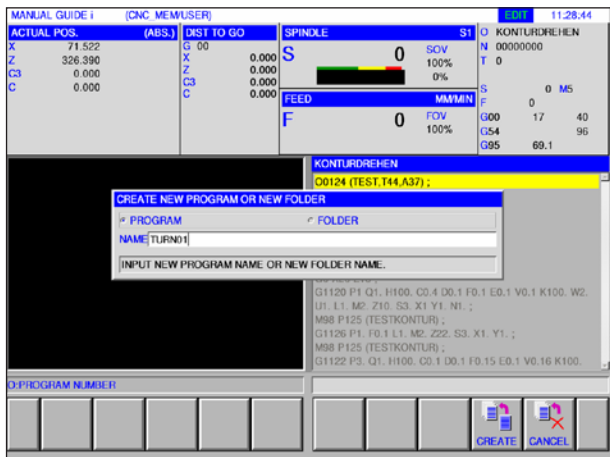 MANUAL GUIDE i (CNC_MEM/USER) EDIT 11:28:44
ACTUAL POS. (ABS.)
X 71.522
Z 326.390
C3 0.000
C 0.000
DIST TO GO
G 00
X 0.000
Z 0.000
C3 0.000
C 0.000
SPINDLE S1
S 0 SOV
100%
0%
FEED MM/MIN
F 0 FOV
100%
O KONTURDREHEN
N 00000000
T 0
S 0 M5
F 0
G00 17 40
G54 96
G95 69.1
KONTURDREHEN
O0124 (TEST,T44,A37) ;
CREATE NEW PROGRAM OR NEW FOLDER
PROGRAM FOLDER
NAME TURN01
INPUT NEW PROGRAM NAME OR NEW FOLDER NAME.
G1120 P1 Q1. H100. C0.4 D0.1 F0.1 E0.1 V0.1 K100. W2.
U1. L1. M2. Z10. S3. X1 Y1. N1. ;
M98 P125 (TESTKONTUR) ;
G1126 P1. F0.1 L1. M2. Z22. S3. X1. Y1. ;
M98 P125 (TESTKONTUR) ;
G1122 P3. Q1. H100. C0.1 D0.1 F0.15 E0.1 V0.16 K100.
O:PROGRAM NUMBER
CREATE CANCEL